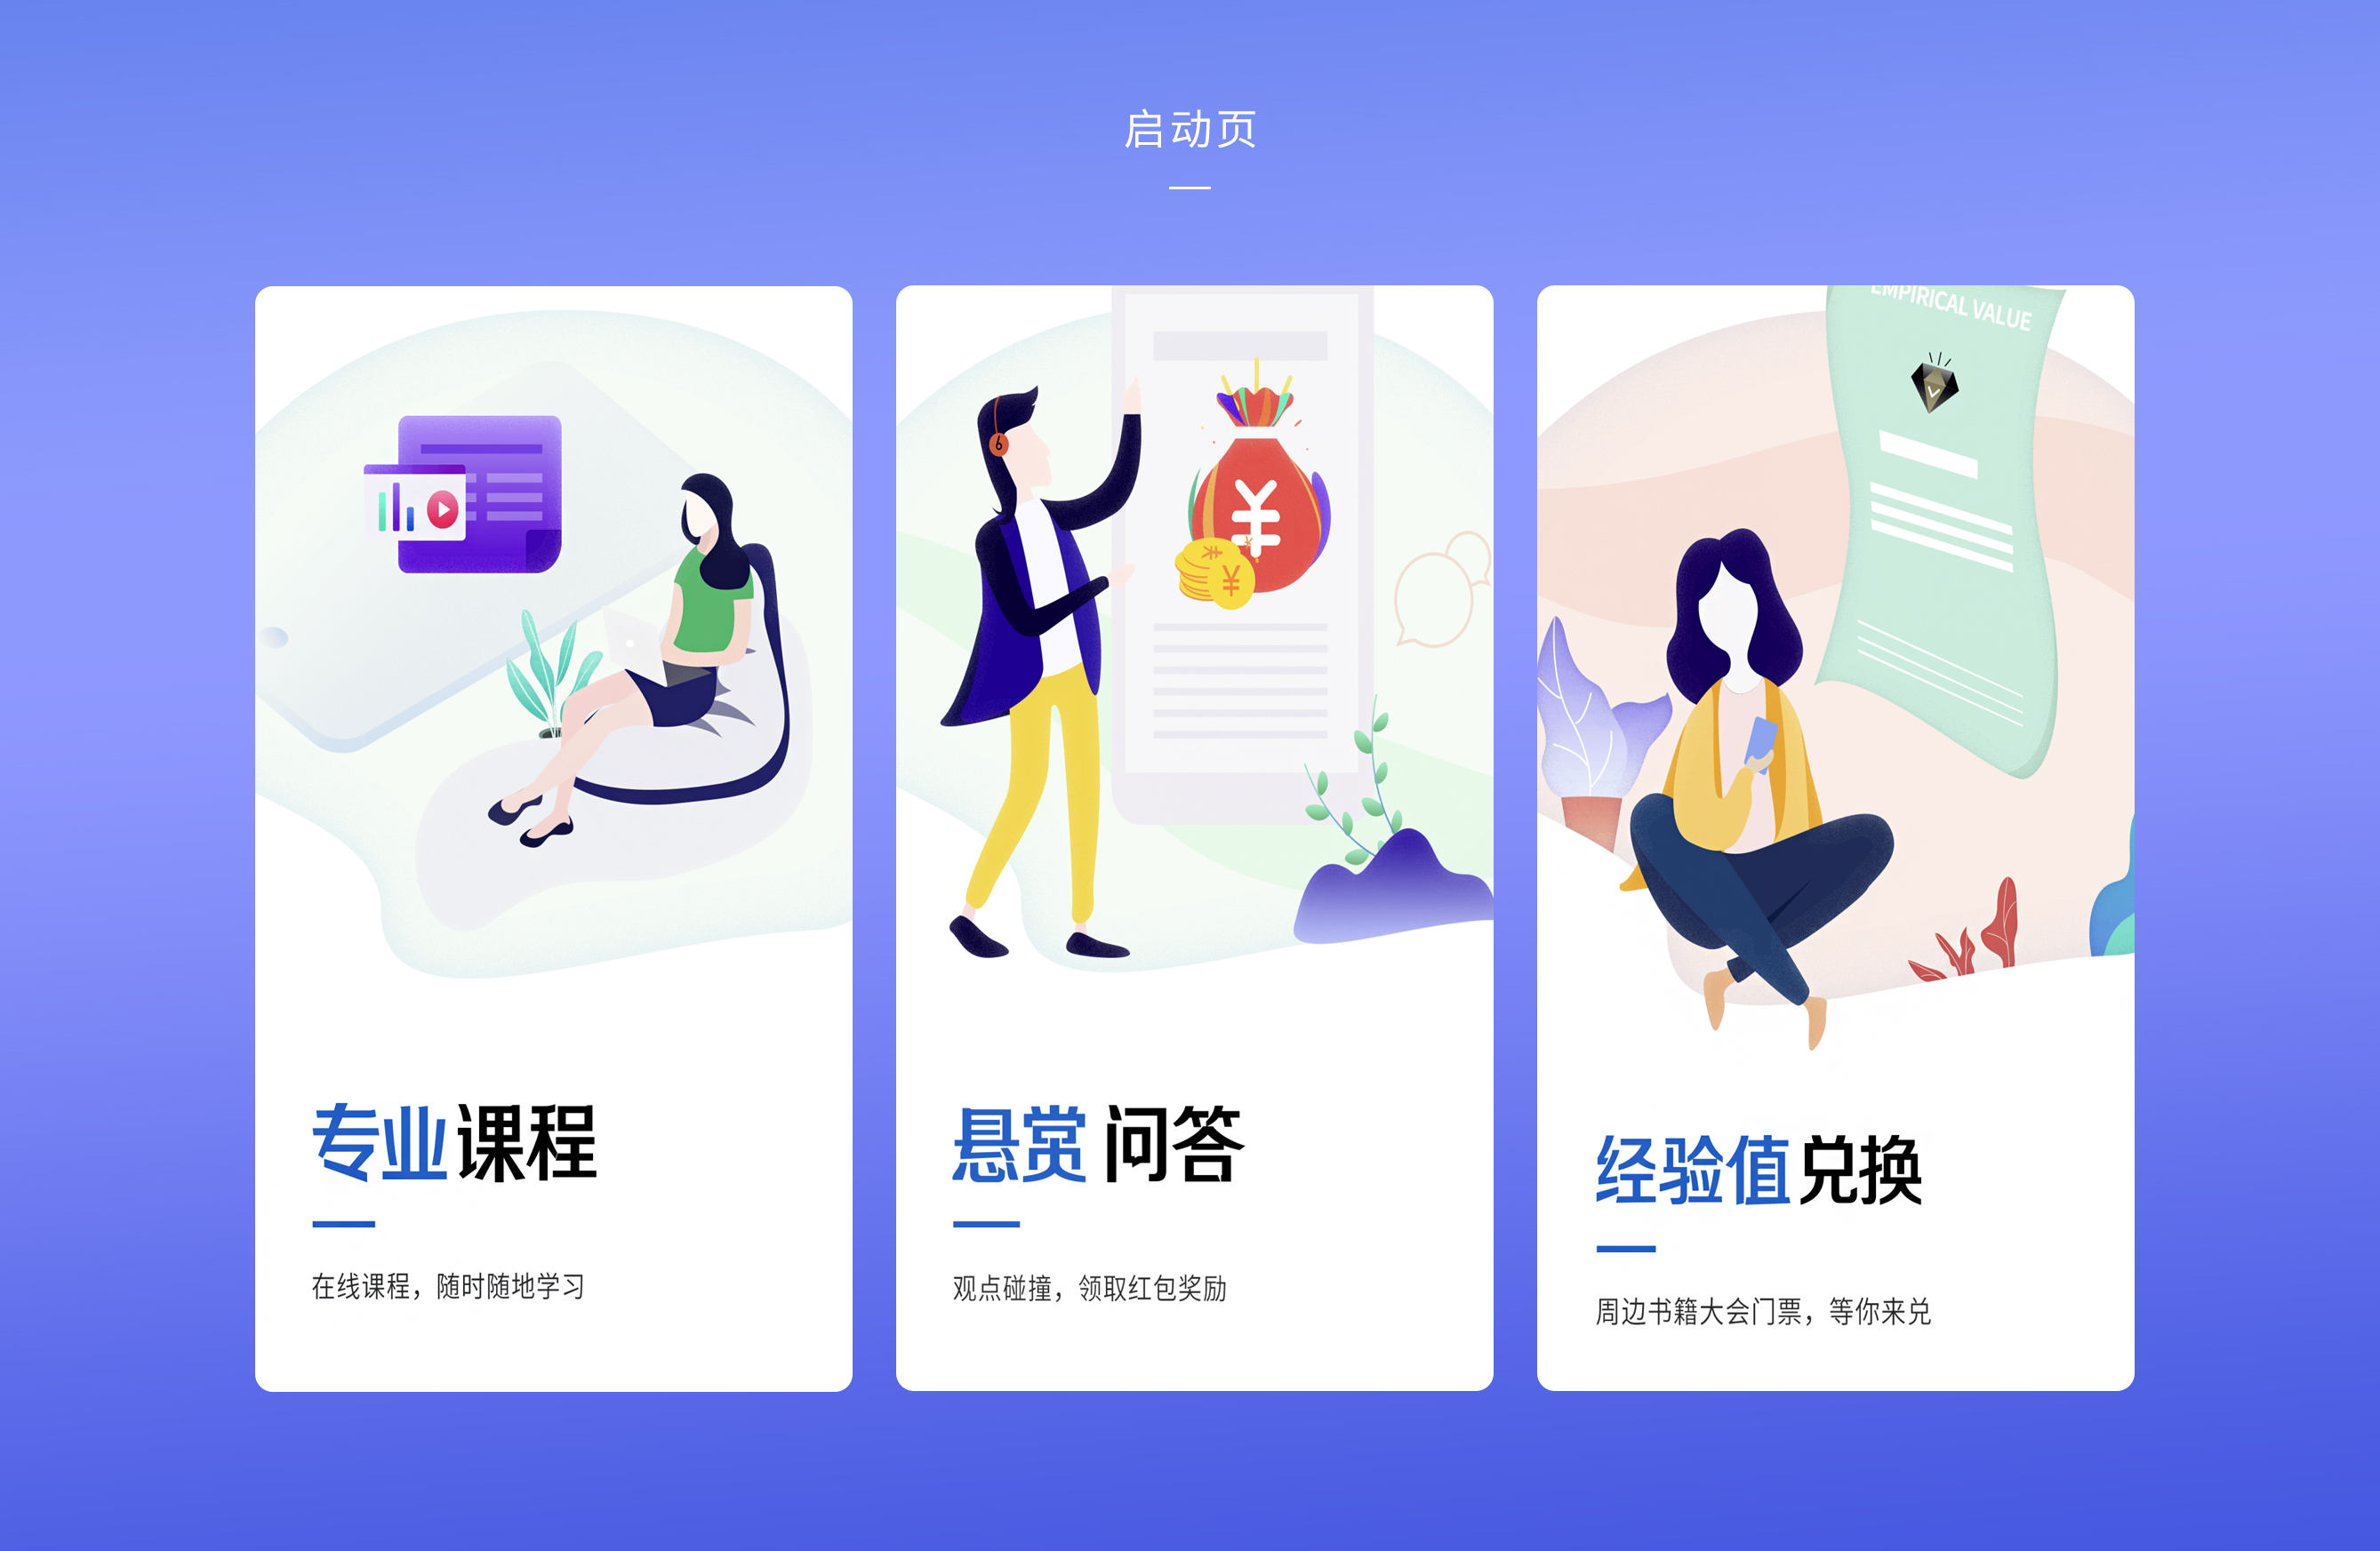 启动页
EMPIRICAL VALUE
¥
¥
¥
专业课程
在线课程，随时随地学习
悬赏问答
观点碰撞，领取红包奖励
经验值兑换
周边书籍大会门票，等你来兑